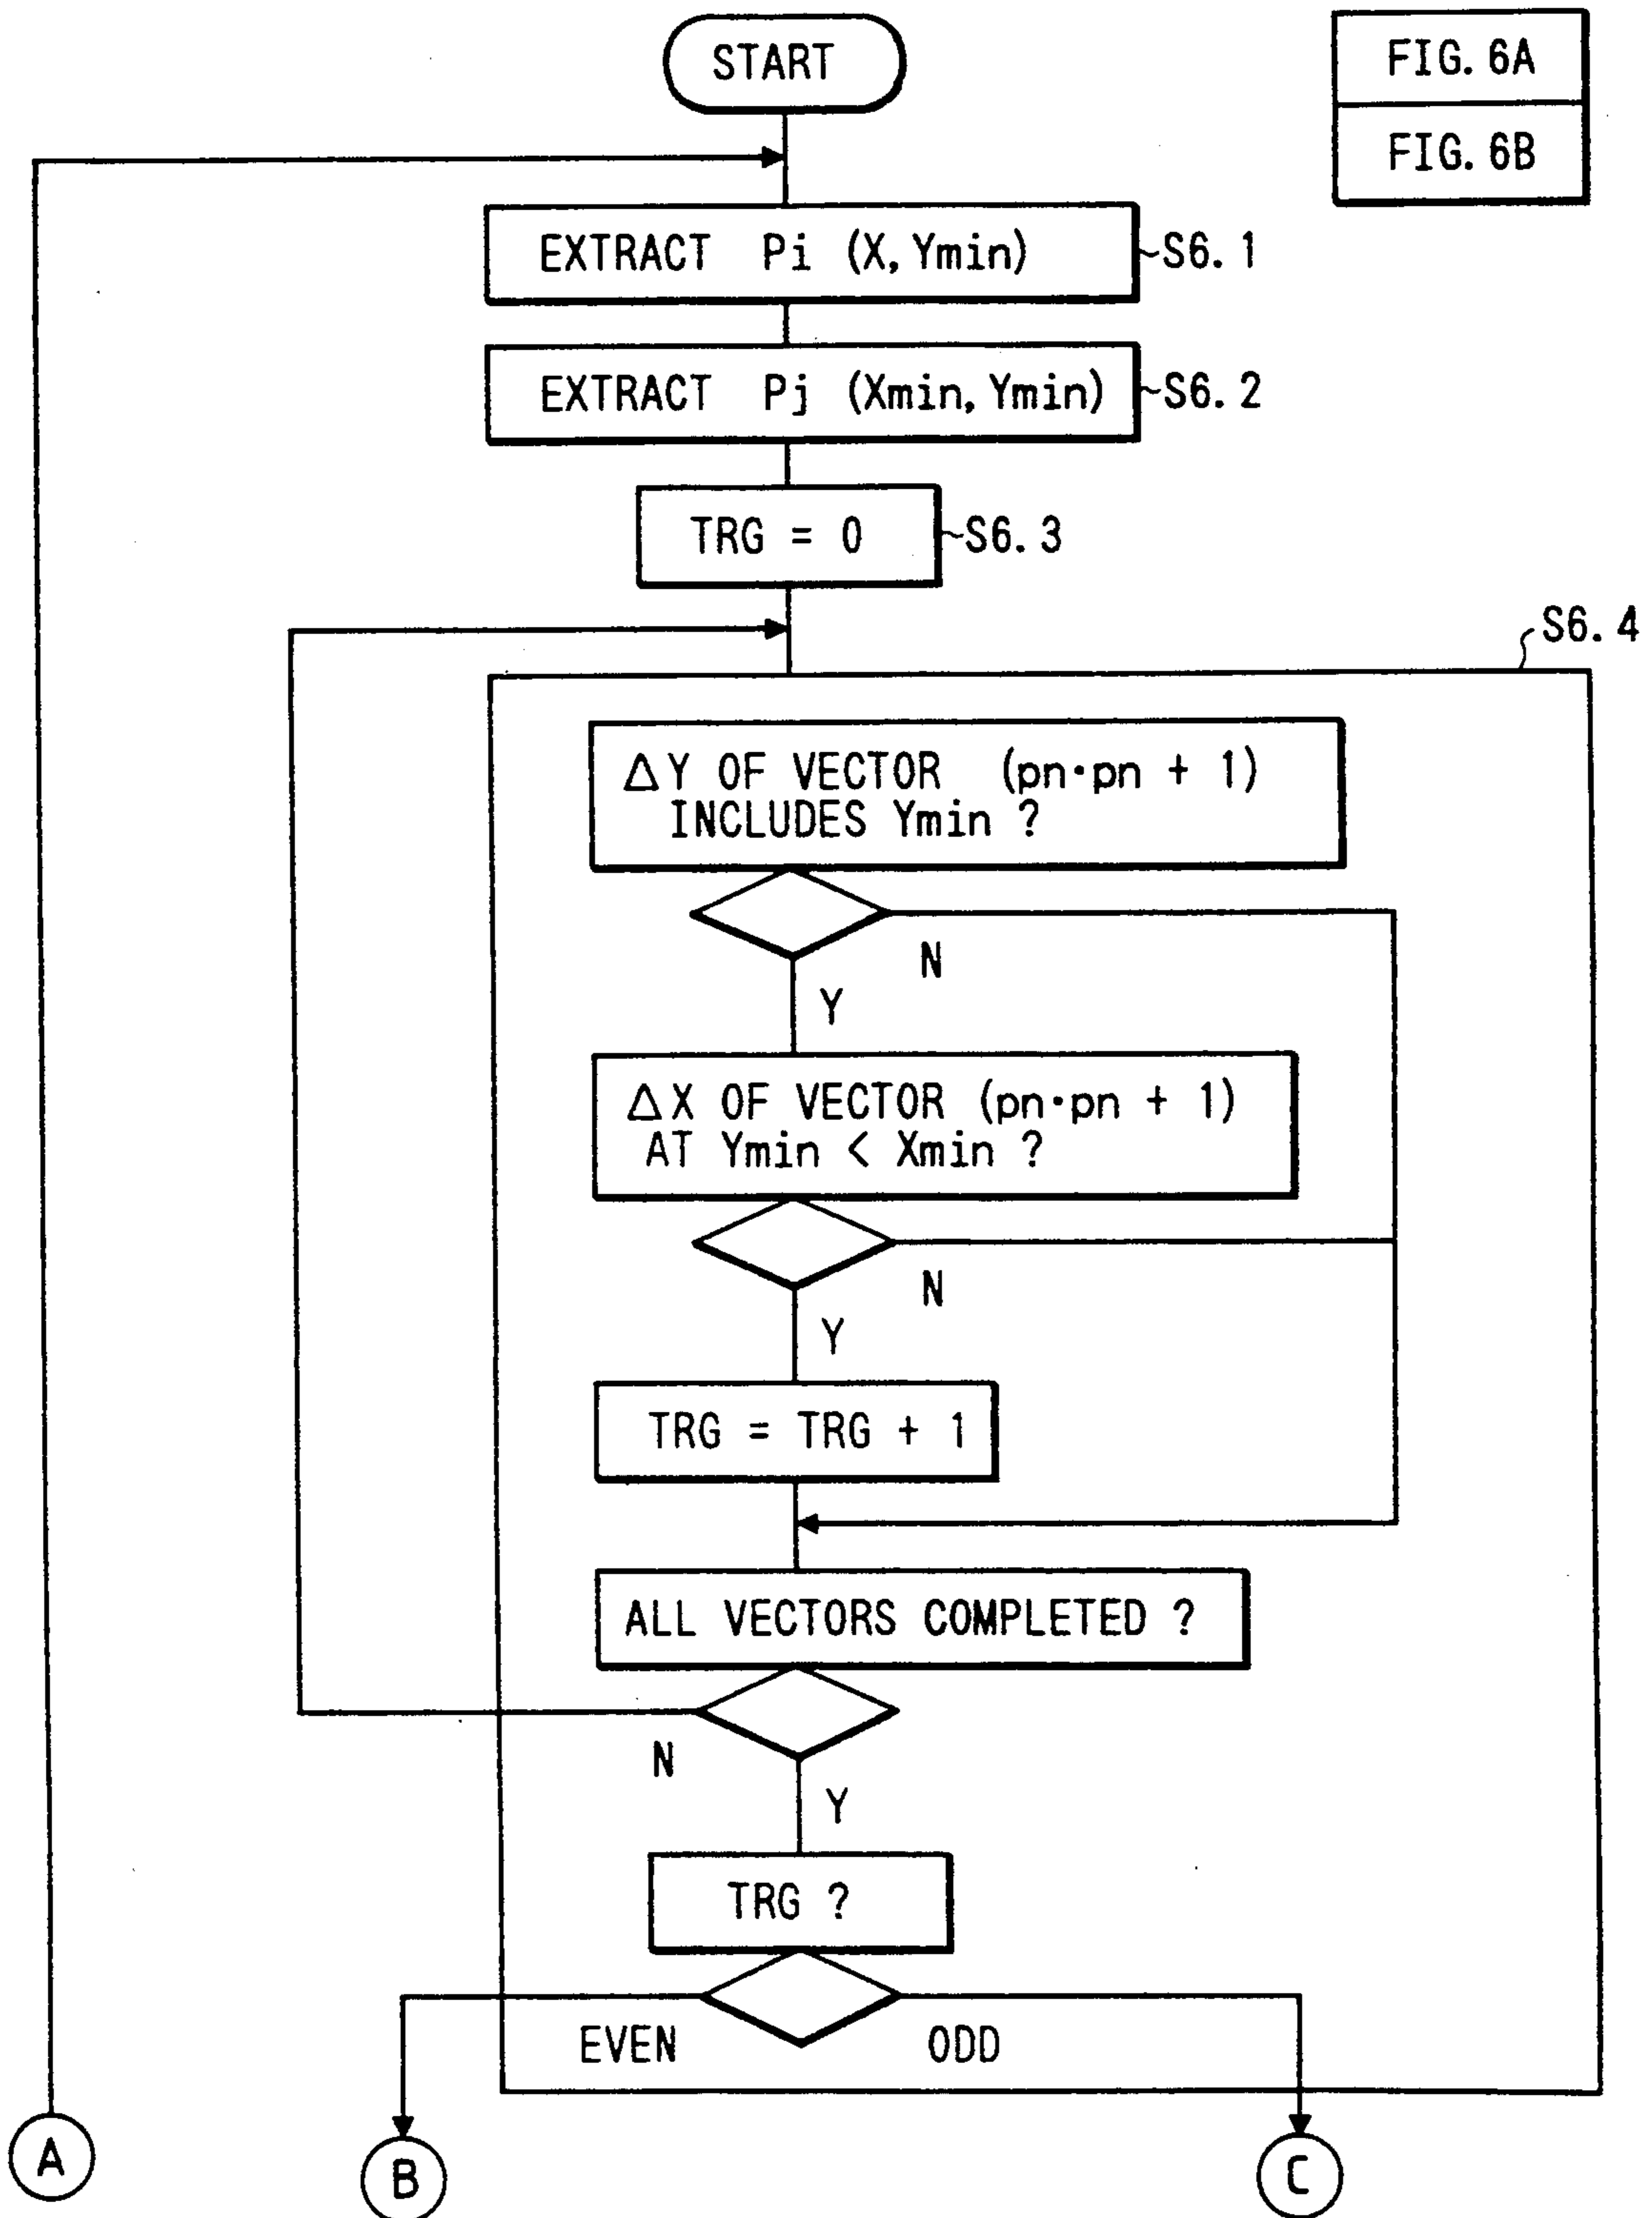 START
FIG. 6A
FIG. 6B
EXTRACT Pi (X, Ymin)
S6. 1
EXTRACT Pj (Xmin, Ymin)
S6. 2
TRG = 0
S6. 3
S6. 4
△Y OF VECTOR (pn·pn + 1)
INCLUDES Ymin ?
N
Y
△X OF VECTOR (pn·pn + 1)
AT Ymin < Xmin ?
N
Y
TRG = TRG + 1
ALL VECTORS COMPLETED ?
N
Y
TRG ?
EVEN
ODD
A
B
C